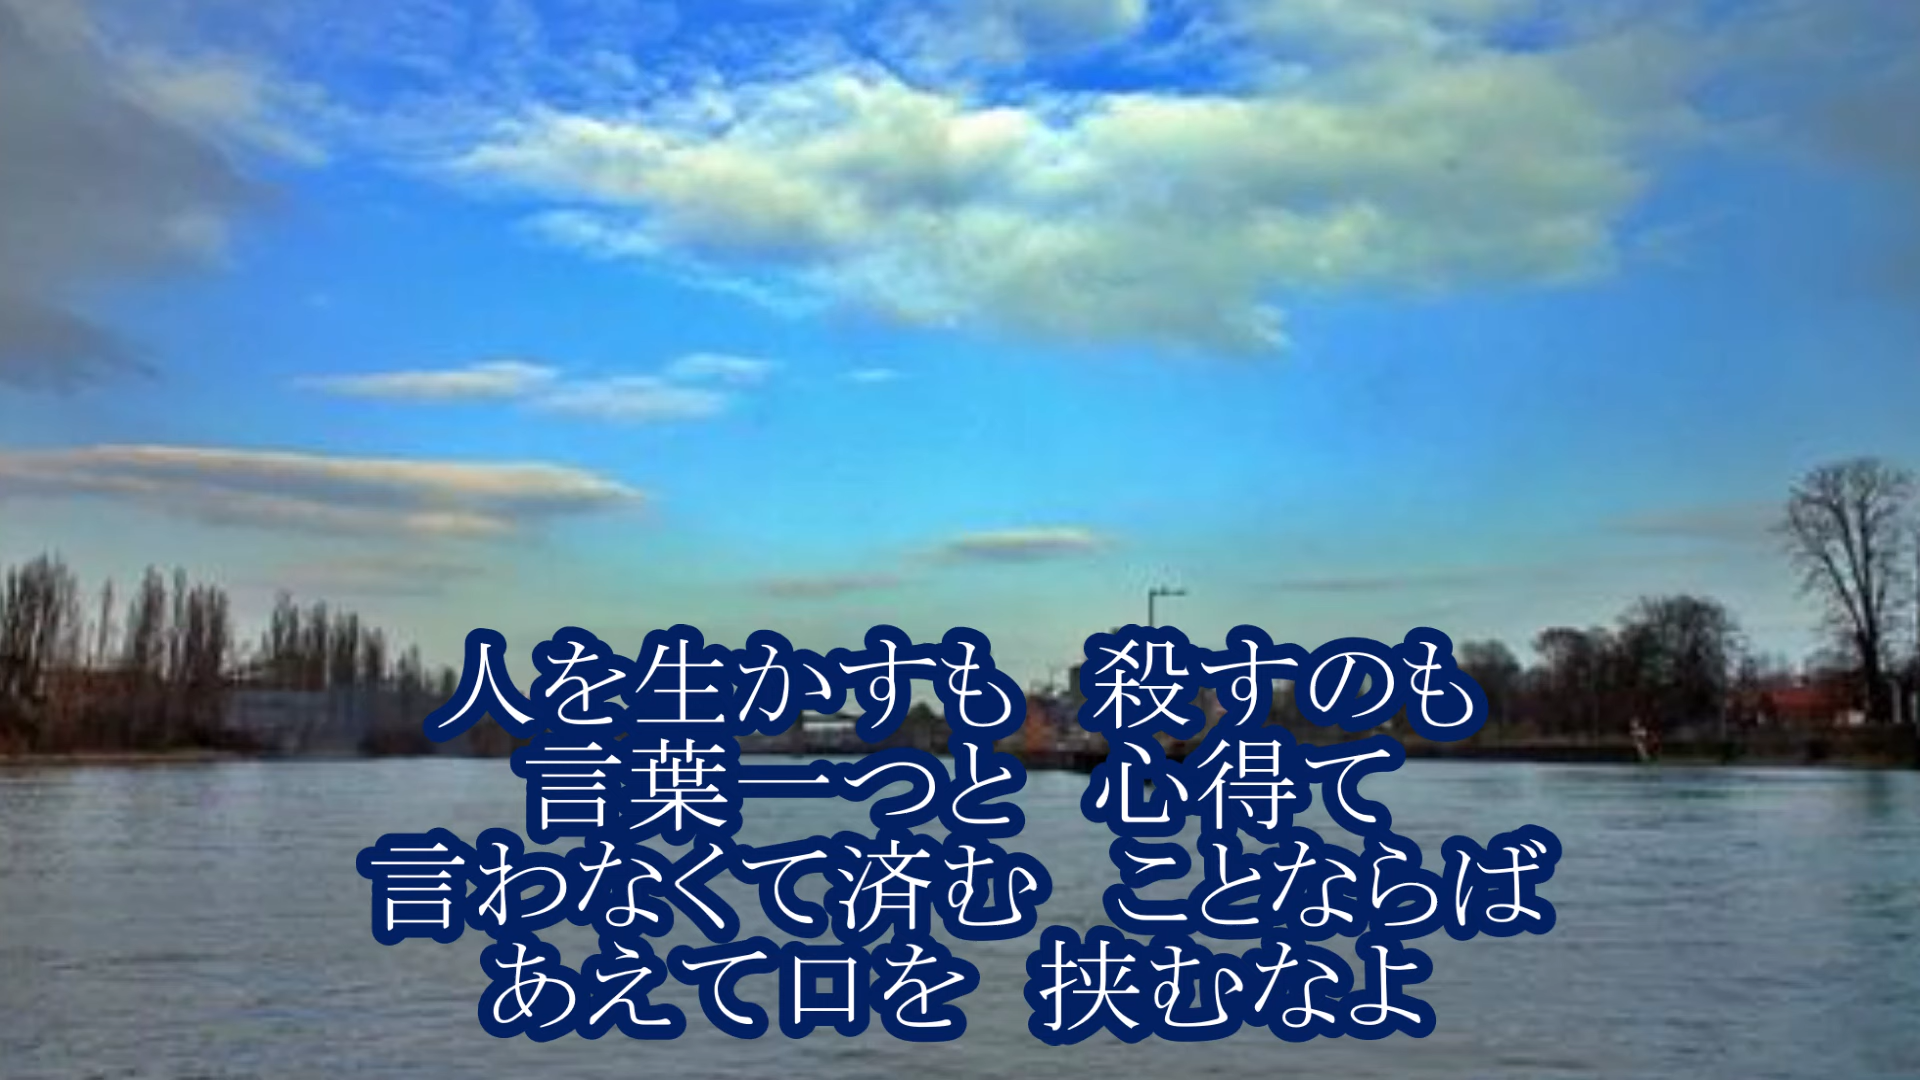 人を生かすも　殺すのも
言葉一つと　心得て
言わなくて済む　ことならば
あえて口を　挟むなよ